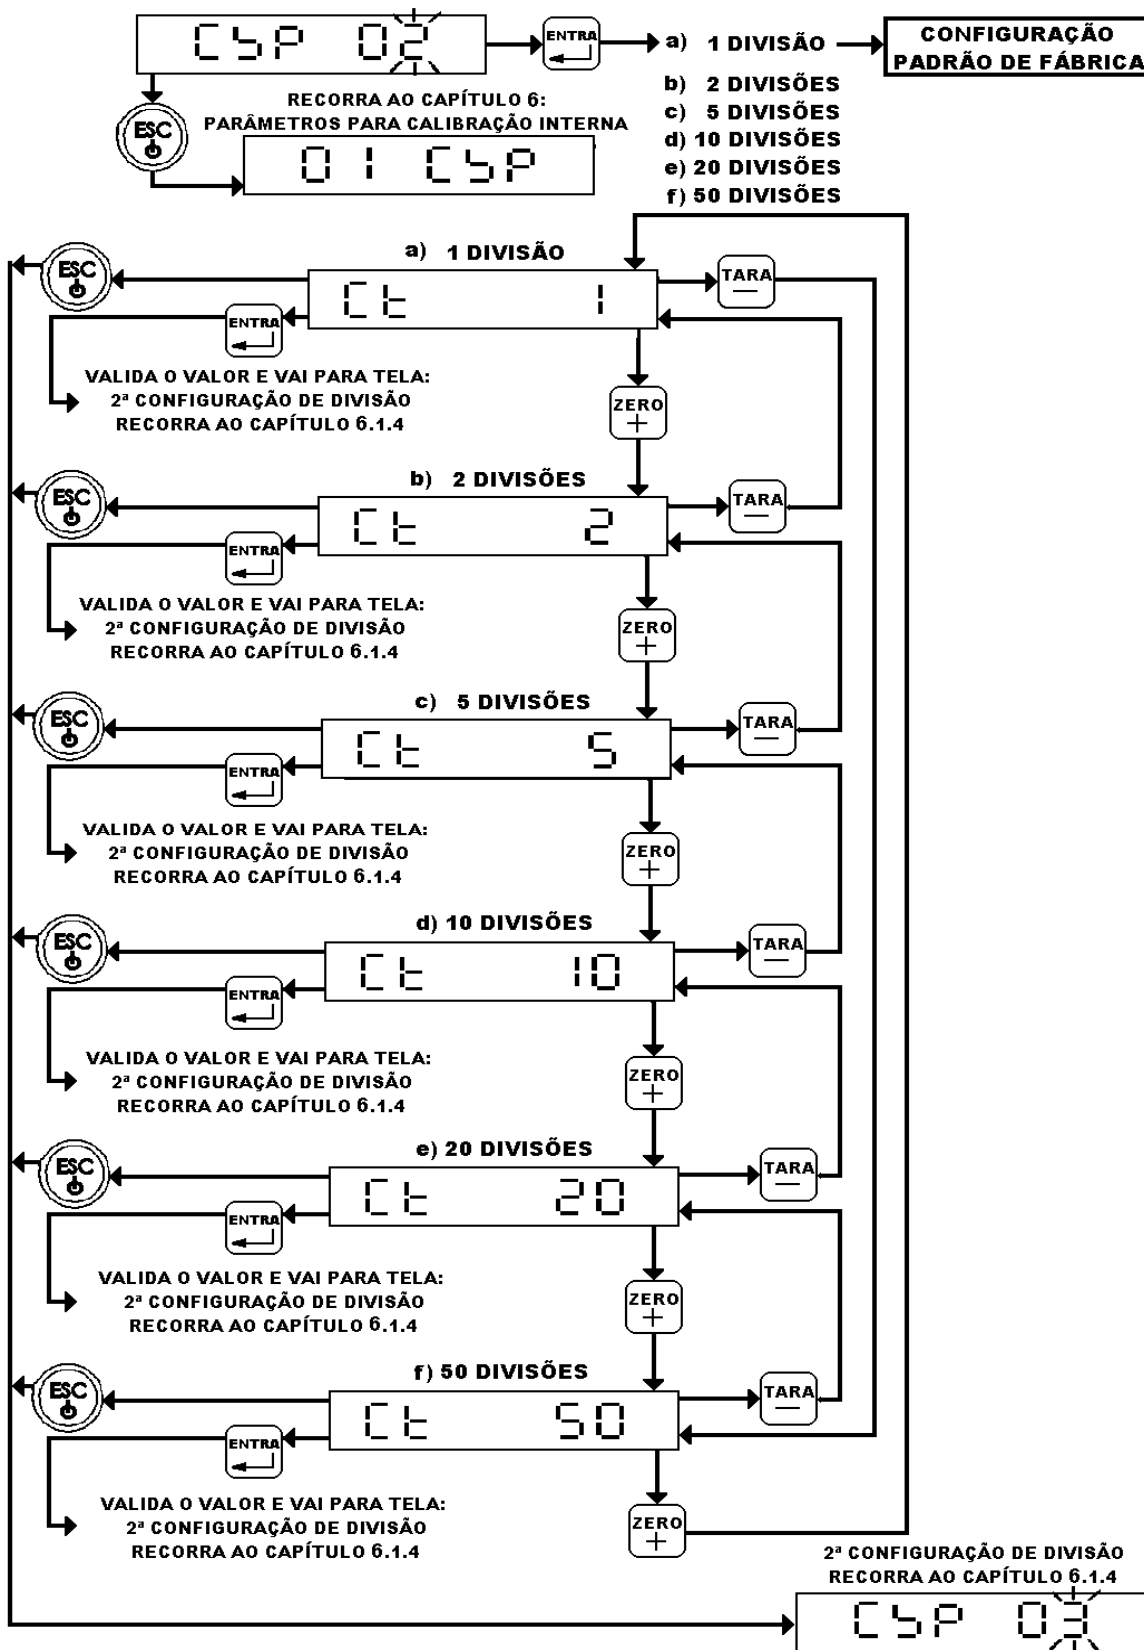 CSP 02
ENTRA
a) 1 DIVISÃO
CONFIGURAÇÃO
PADRÃO DE FÁBRICA
b) 2 DIVISÕES
c) 5 DIVISÕES
d) 10 DIVISÕES
e) 20 DIVISÕES
f) 50 DIVISÕES
ESC
RECORRA AO CAPÍTULO 6:
PARÂMETROS PARA CALIBRAÇÃO INTERNA
01 CSP
a) 1 DIVISÃO
ESC
Ct 1
TARA
—
ENTRA
VALIDA O VALOR E VAI PARA TELA:
2ª CONFIGURAÇÃO DE DIVISÃO
RECORRA AO CAPÍTULO 6.1.4
ZERO
+
b) 2 DIVISÕES
ESC
Ct 2
TARA
—
ENTRA
VALIDA O VALOR E VAI PARA TELA:
2ª CONFIGURAÇÃO DE DIVISÃO
RECORRA AO CAPÍTULO 6.1.4
ZERO
+
c) 5 DIVISÕES
ESC
Ct 5
TARA
—
ENTRA
VALIDA O VALOR E VAI PARA TELA:
2ª CONFIGURAÇÃO DE DIVISÃO
RECORRA AO CAPÍTULO 6.1.4
ZERO
+
d) 10 DIVISÕES
ESC
Ct 10
TARA
—
ENTRA
VALIDA O VALOR E VAI PARA TELA:
2ª CONFIGURAÇÃO DE DIVISÃO
RECORRA AO CAPÍTULO 6.1.4
ZERO
+
e) 20 DIVISÕES
ESC
Ct 20
TARA
—
ENTRA
VALIDA O VALOR E VAI PARA TELA:
2ª CONFIGURAÇÃO DE DIVISÃO
RECORRA AO CAPÍTULO 6.1.4
ZERO
+
f) 50 DIVISÕES
ESC
Ct 50
TARA
—
ENTRA
VALIDA O VALOR E VAI PARA TELA:
2ª CONFIGURAÇÃO DE DIVISÃO
RECORRA AO CAPÍTULO 6.1.4
ZERO
+
2ª CONFIGURAÇÃO DE DIVISÃO
RECORRA AO CAPÍTULO 6.1.4
CSP 03